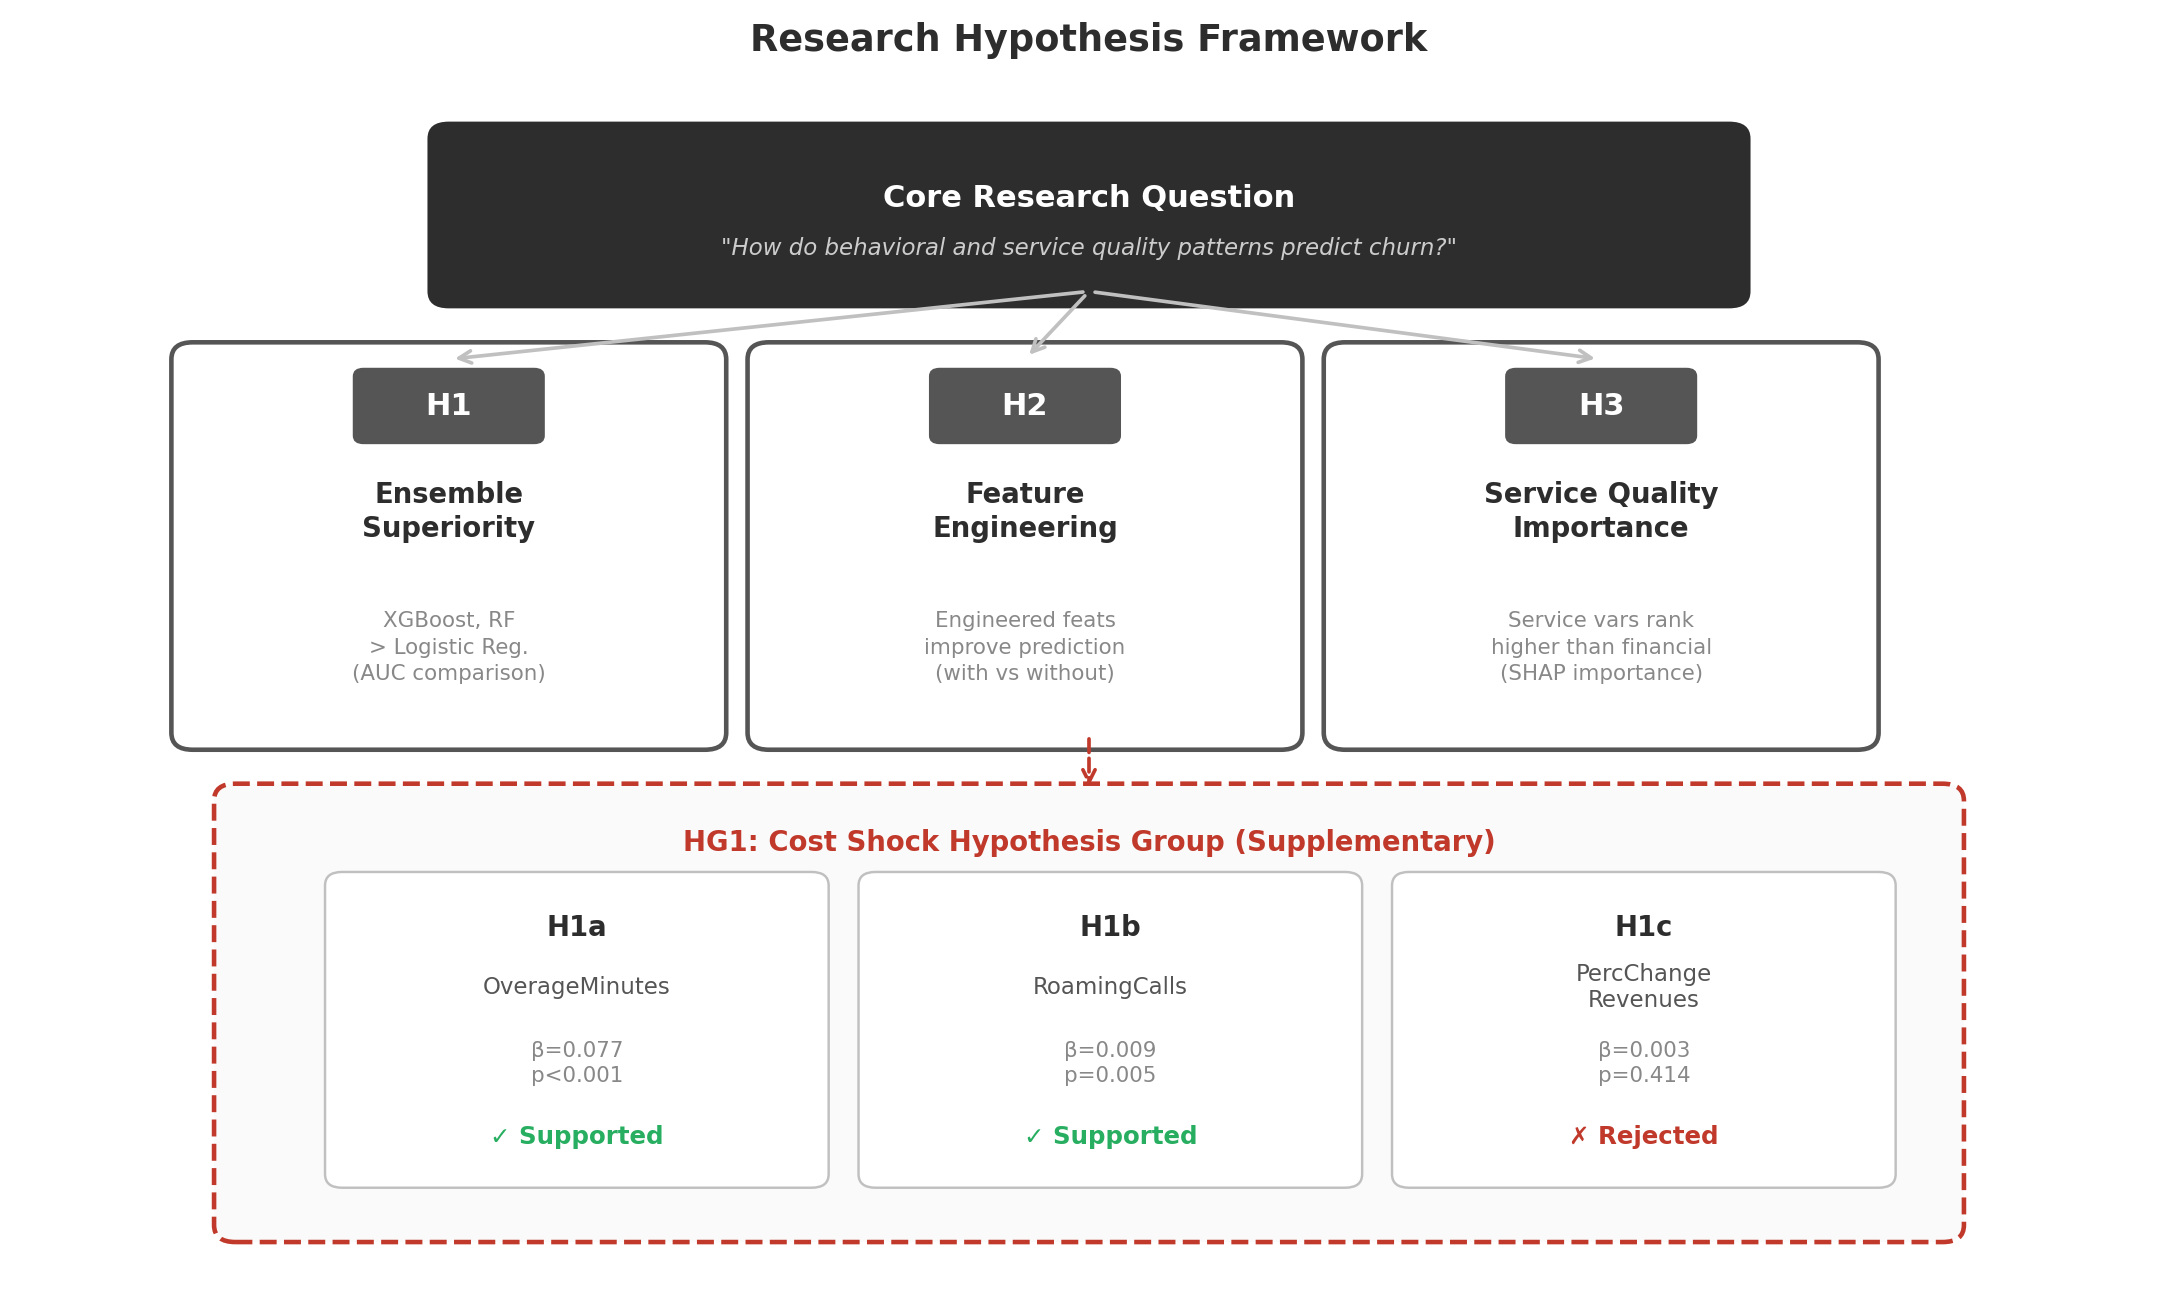 Research Hypothesis Framework
Core Research Question
"How do behavioral and service quality patterns predict churn?"
H1
Ensemble
Superiority
XGBoost, RF
> Logistic Reg.
(AUC comparison)
H2
Feature
Engineering
Engineered feats
improve prediction
(with vs without)
H3
Service Quality
Importance
Service vars rank
higher than financial
(SHAP importance)
HG1: Cost Shock Hypothesis Group (Supplementary)
H1a
OverageMinutes
β=0.077
p<0.001
✓ Supported
H1b
RoamingCalls
β=0.009
p=0.005
✓ Supported
H1c
PercChange
Revenues
β=0.003
p=0.414
✗ Rejected